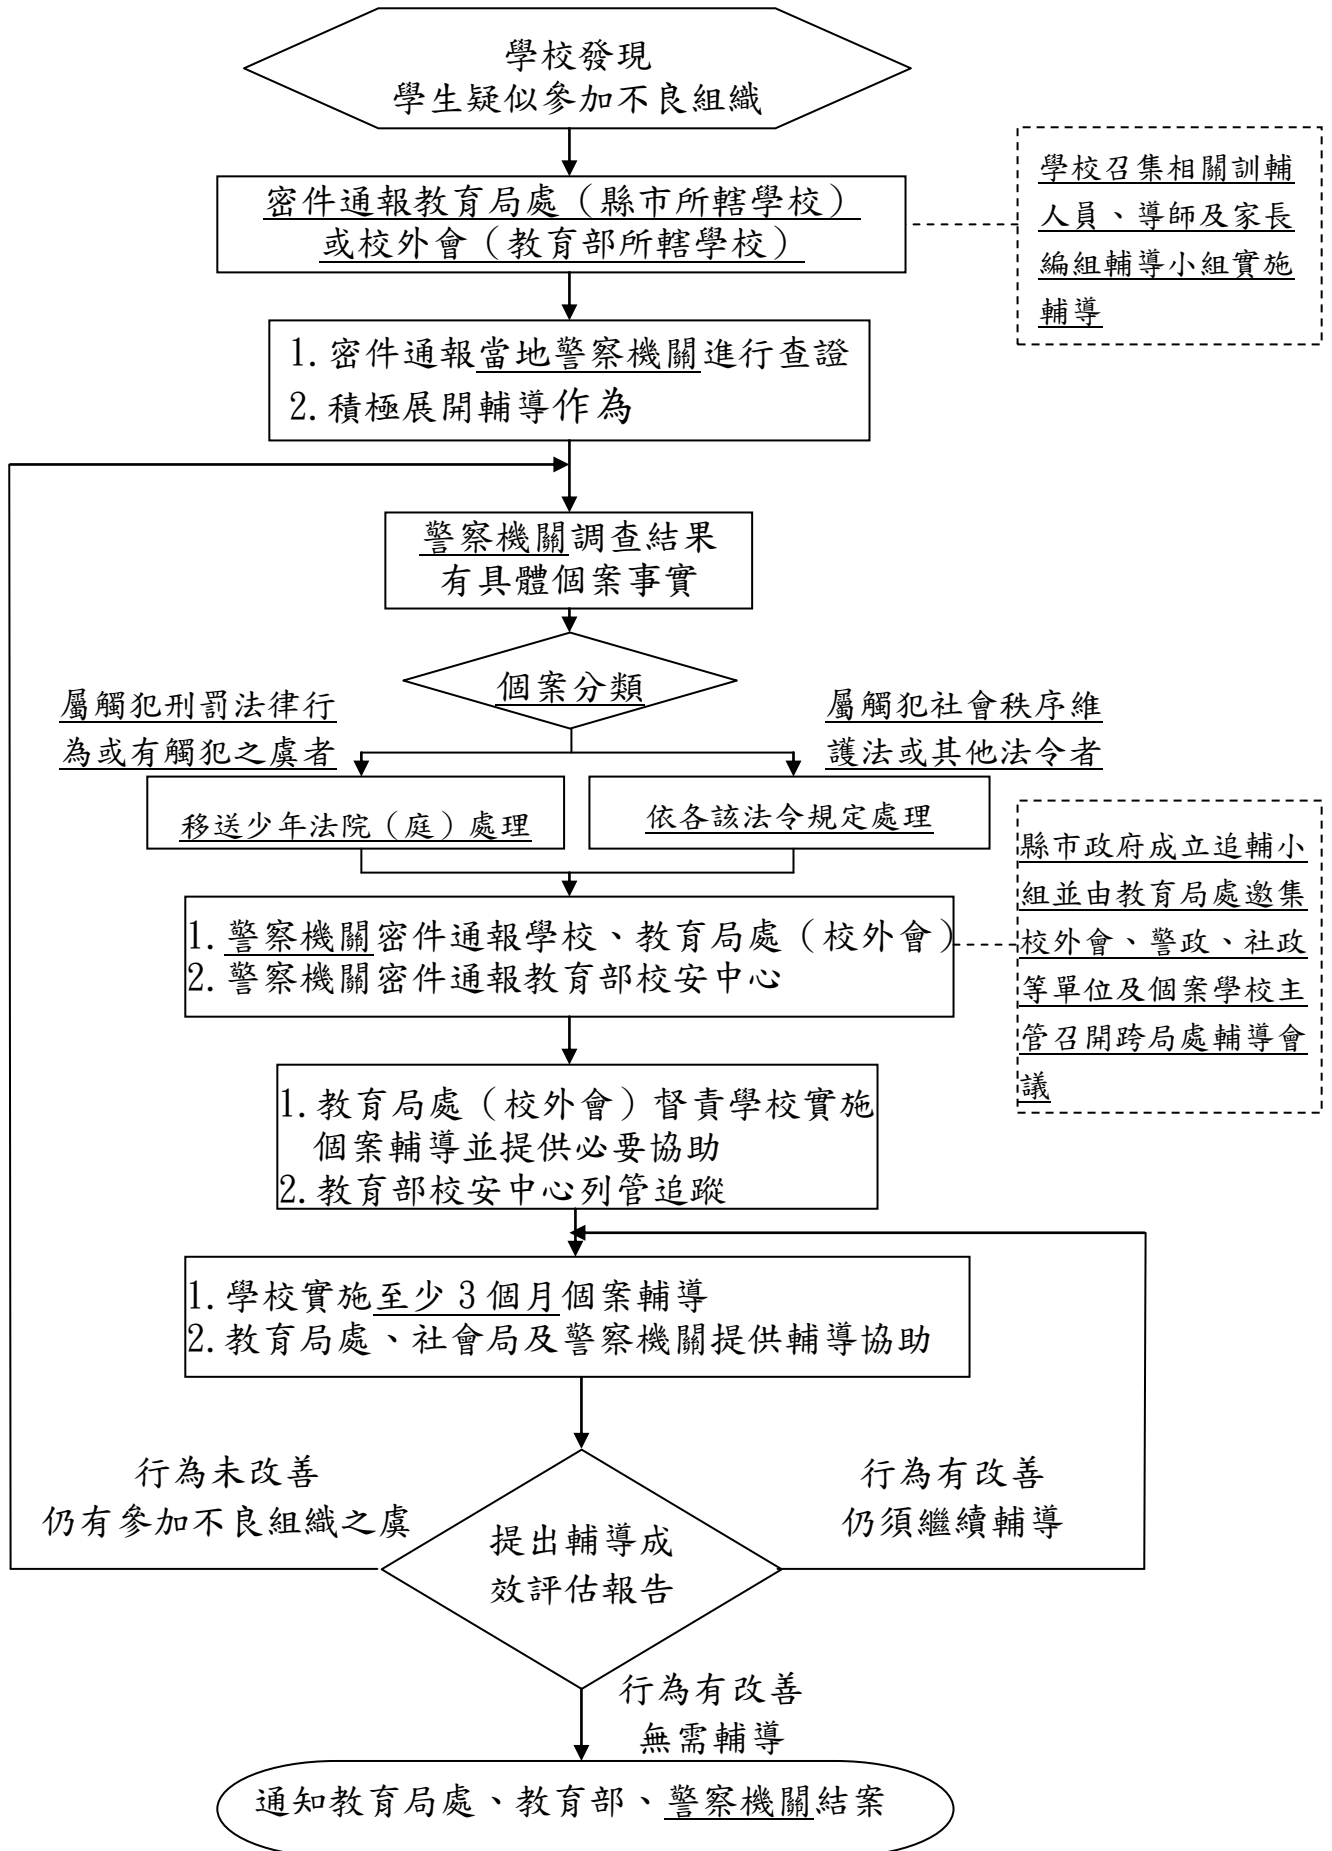 學校發現
學生疑似參加不良組織
密件通報教育局處（縣市所轄學校）
或校外會（教育部所轄學校）
學校召集相關訓輔
人員、導師及家長
編組輔導小組實施
輔導
1.密件通報當地警察機關進行查證
2.積極展開輔導作為
警察機關調查結果
有具體個案事實
個案分類
屬觸犯刑罰法律行
為或有觸犯之虞者
屬觸犯社會秩序維
護法或其他法令者
移送少年法院（庭）處理
依各該法令規定處理
縣市政府成立追輔小
組並由教育局處邀集
校外會、警政、社政
等單位及個案學校主
管召開跨局處輔導會
議
1.警察機關密件通報學校、教育局處（校外會）
2.警察機關密件通報教育部校安中心
1.教育局處（校外會）督責學校實施
個案輔導並提供必要協助
2.教育部校安中心列管追蹤
1.學校實施至少 3 個月個案輔導
2.教育局處、社會局及警察機關提供輔導協助
行為未改善
仍有參加不良組織之虞
行為有改善
仍須繼續輔導
提出輔導成
效評估報告
行為有改善
無需輔導
通知教育局處、教育部、警察機關結案